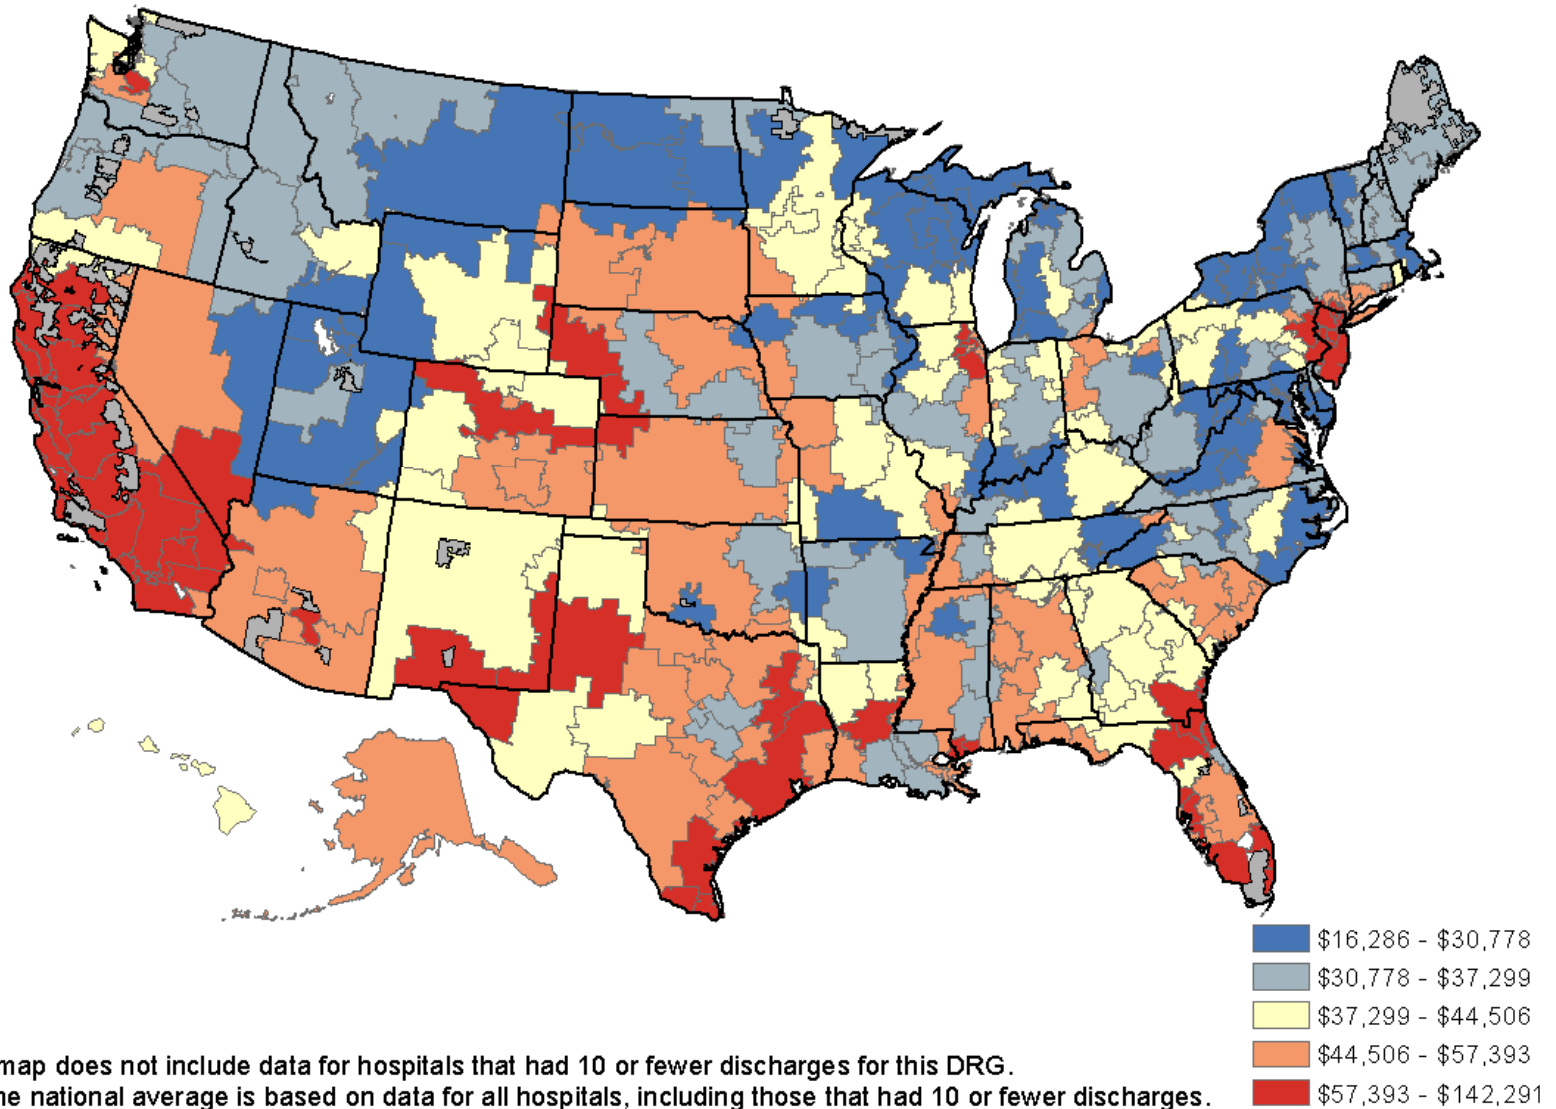 $16,286 - $30,778
$30,778 - $37,299
$37,299 - $44,506
$44,506 - $57,393
$57,393 - $142,291
map does not include data for hospitals that had 10 or fewer discharges for this DRG.
national average is based on data for all hospitals, including those that had 10 or fewer discharges.